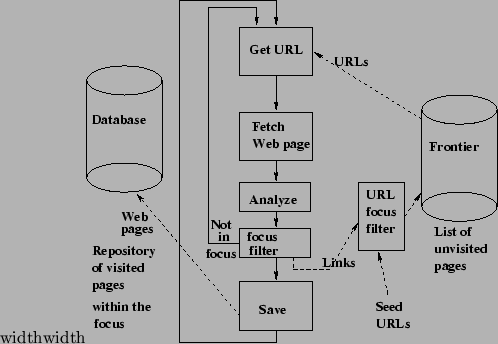 Get URL
URLs
Database
Fetch
Web page
Frontier
Analyze
URL
focus
filter
Web
pages
Not
in
focus
focus
filter
Links
List of
unvisited
pages
Repository
of visited
pages
within the
focus
Save
Seed
URLs
widthwidth